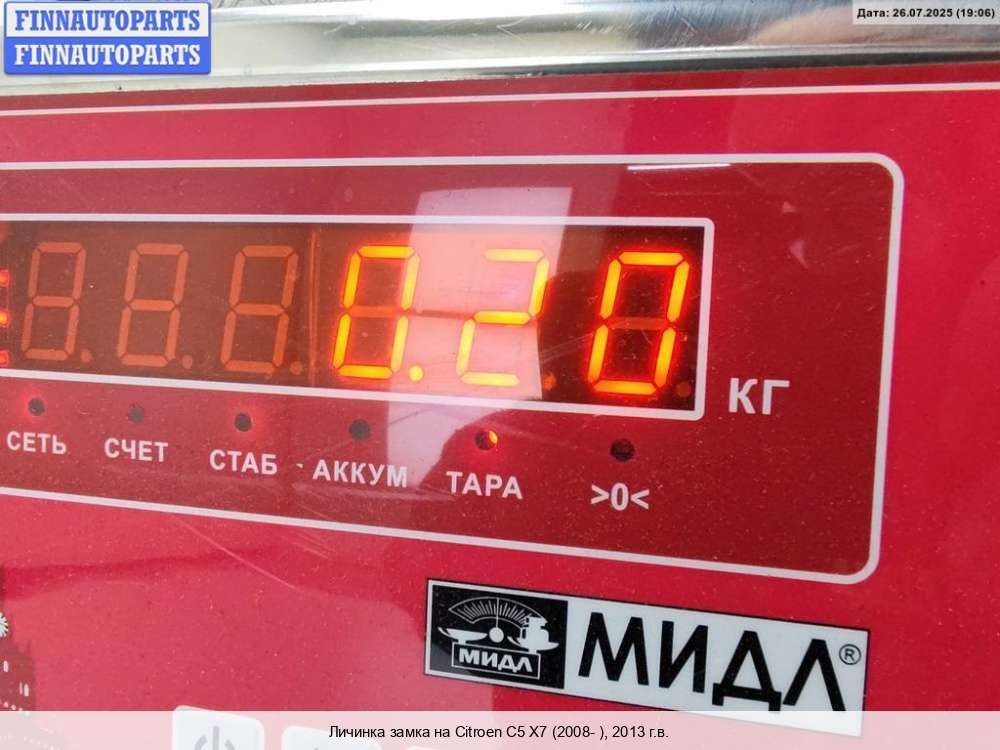 FINNAUTOPARTS
FINNAUTOPARTS
Дата: 26.07.2025 (19:06)
0.20
КГ
СЕТЬ СЧЕТ СТАБ АККУМ ТАРА >0<
МИДЛ
МИДЛ®
Личинка замка на Citroen C5 X7 (2008- ), 2013 г.в.